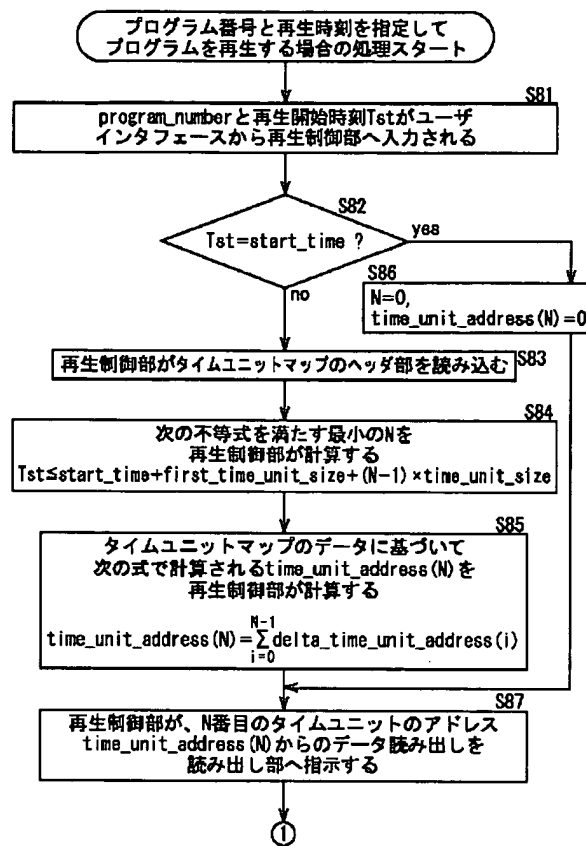 プログラム番号と再生時刻を指定して
プログラムを再生する場合の処理スタート
S81
program_numberと再生開始時刻Tstがユーザ
インタフェースから再生制御部へ入力される
S82
Tst=start_time ?
yes
no
S86
N=0,
time_unit_address(N)=0
再生制御部がタイムユニットマップのヘッダ部を読み込む
S83
S84
次の不等式を満たす最小のNを
再生制御部が計算する
Tst≦start_time+first_time_unit_size+(N-1)×time_unit_size
S85
タイムユニットマップのデータに基づいて
次の式で計算されるtime_unit_address(N)を
再生制御部が計算する
N-1
time_unit_address(N)=Σdelta_time_unit_address(i)
i=0
S87
再生制御部が、N番目のタイムユニットのアドレス
time_unit_address(N)からのデータ読み出しを
読み出し部へ指示する
①